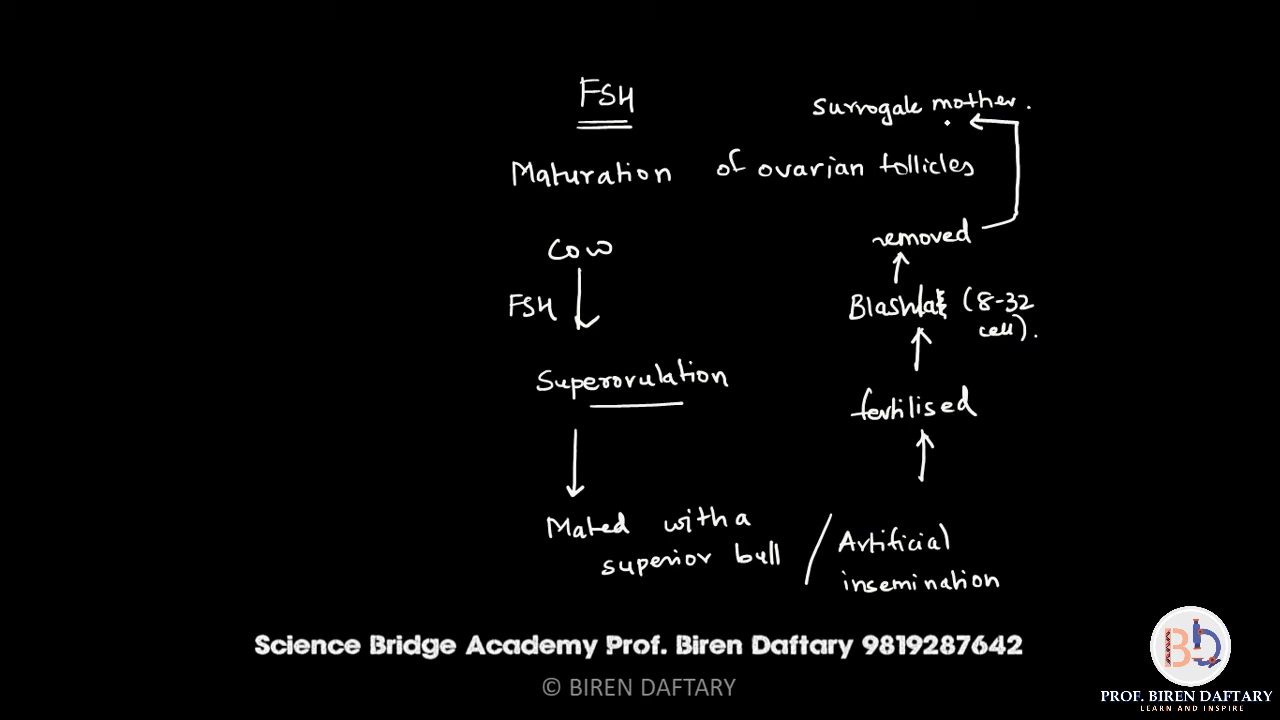 FSH
surrogate mother.
Maturation of ovarian follicles
Cow
FSH
Superovulation
Mated with a
superior bull
/ Artificial
insemination
fertilised
(8-32
cell).
removed
Science Bridge Academy Prof. Biren Daftary 9819287642
© BIREN DAFTARY
PROF. BIREN DAFTARY
LEARN AND INSPIRE